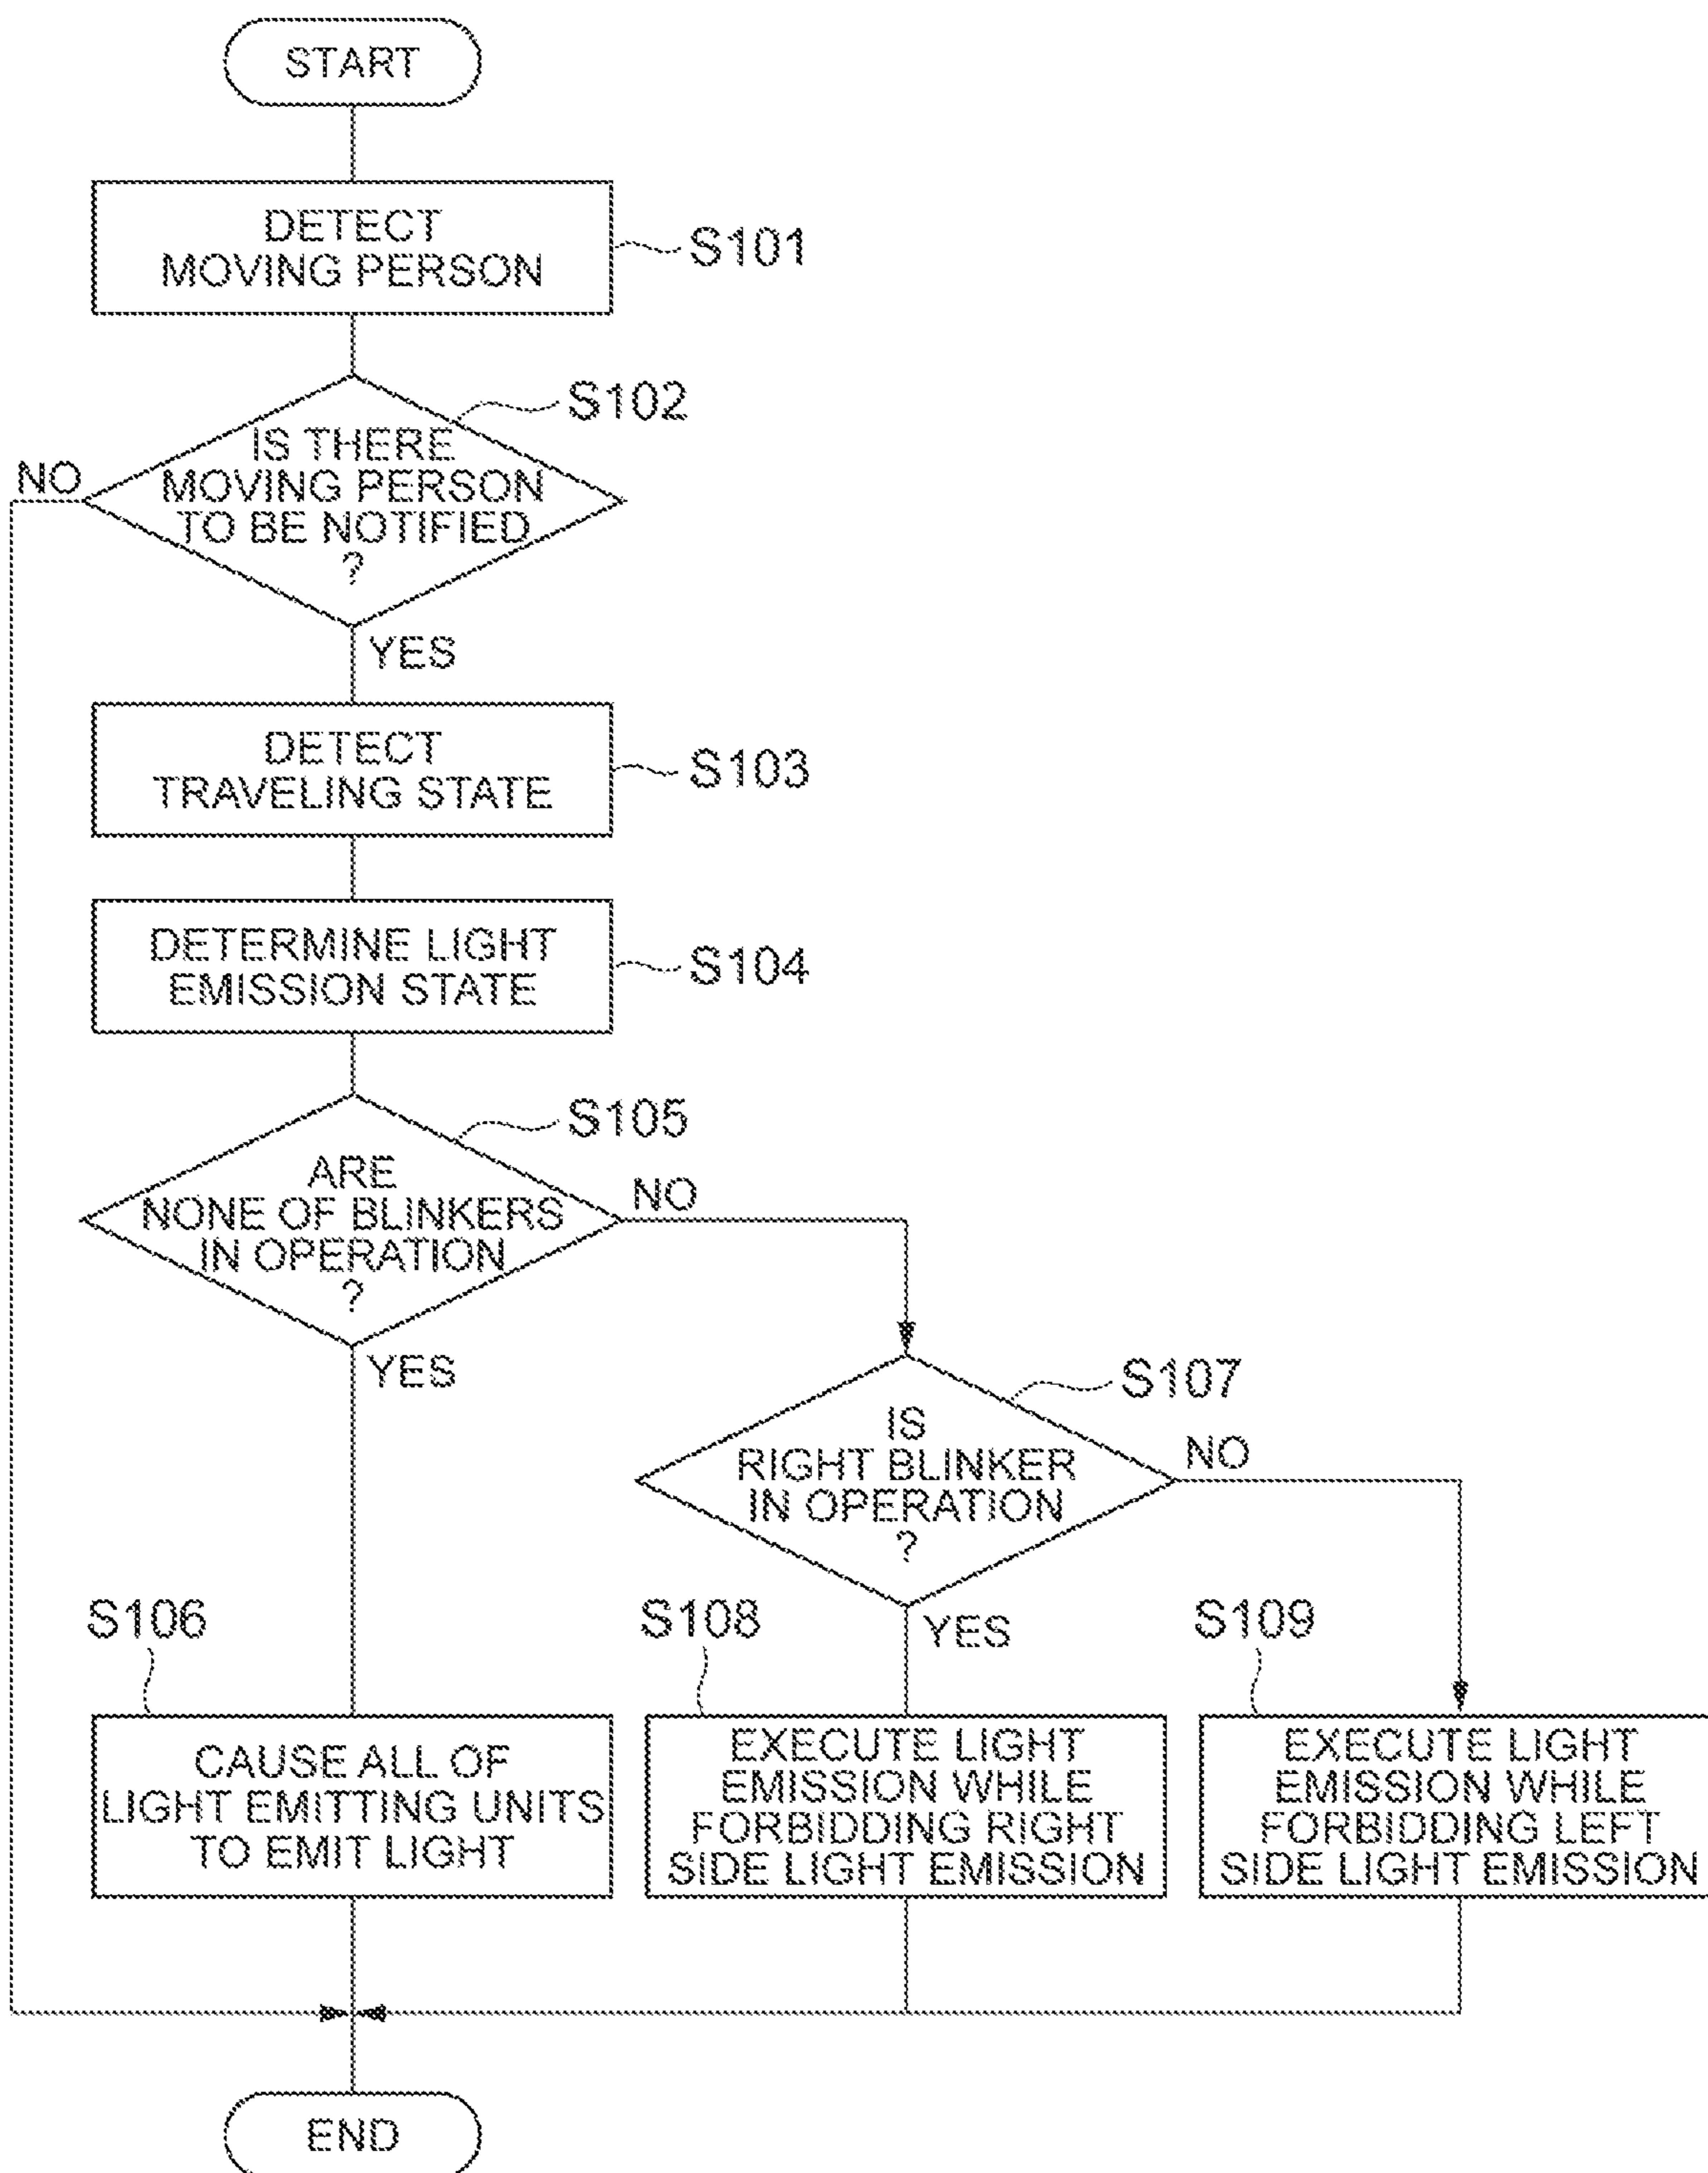 START
DETECT
MOVING PERSON
S101
S102
IS THERE
MOVING PERSON
TO BE NOTIFIED
?
NO
YES
DETECT
TRAVELING STATE
S103
DETERMINE LIGHT
EMISSION STATE
S104
S105
ARE
NONE OF BLINKERS
IN OPERATION
?
NO
YES
S107
IS
RIGHT BLINKER
IN OPERATION
?
NO
YES
S106
CAUSE ALL OF
LIGHT EMITTING UNITS
TO EMIT LIGHT
S108
EXECUTE LIGHT
EMISSION WHILE
FORBIDDING RIGHT
SIDE LIGHT EMISSION
S109
EXECUTE LIGHT
EMISSION WHILE
FORBIDDING LEFT
SIDE LIGHT EMISSION
END